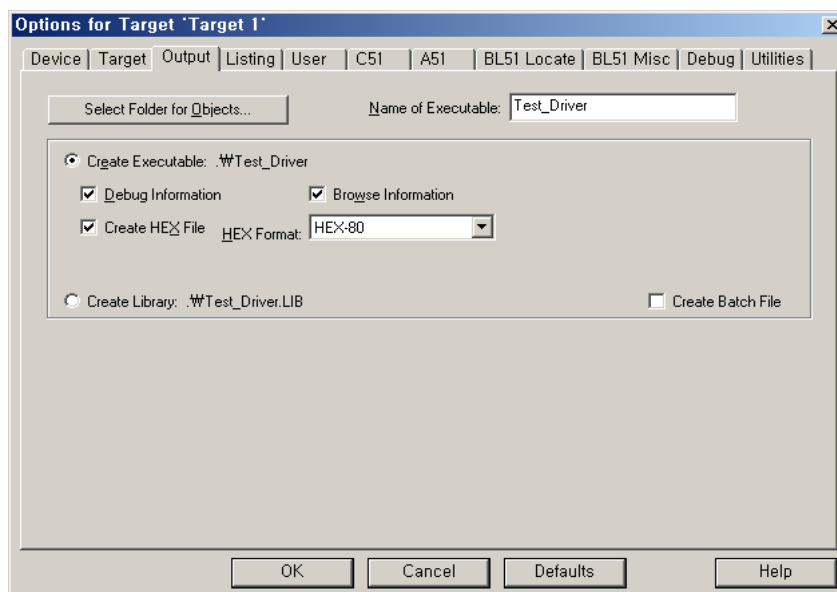 Options for Target 'Target 1'
Device Target Output Listing User C51 A51 BL51 Locate BL51 Misc Debug Utilities
Select Folder for Objects... Name of Executable: Test_Driver
Create Executable: .₩Test_Driver
Debug Information Browse Information
Create HEX File HEX Format: HEX-80
Create Library: .₩Test_Driver.LIB Create Batch File
OK Cancel Defaults Help